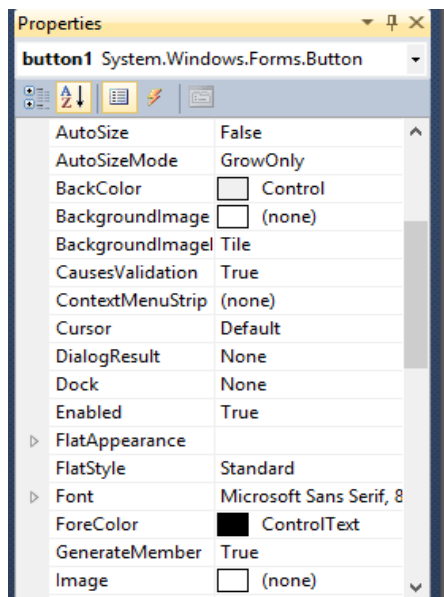 Properties
button1 System.Windows.Forms.Button
AutoSize False
AutoSizeMode GrowOnly
BackColor Control
BackgroundImage (none)
BackgroundImagel Tile
CausesValidation True
ContextMenuStrip (none)
Cursor Default
DialogResult None
Dock None
Enabled True
FlatAppearance
FlatStyle Standard
Font Microsoft Sans Serif, 8
ForeColor ControlText
GenerateMember True
Image (none)